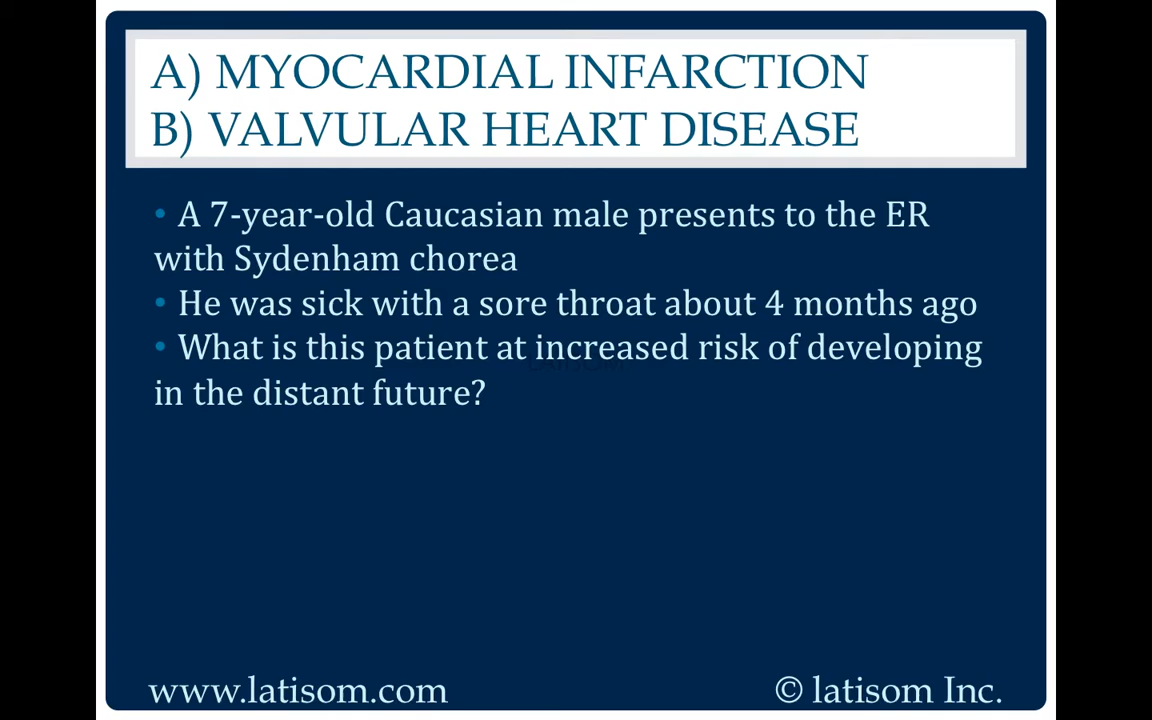 A) MYOCARDIAL INFARCTION
B) VALVULAR HEART DISEASE
• A 7-year-old Caucasian male presents to the ER
with Sydenham chorea
• He was sick with a sore throat about 4 months ago
• What is this patient at increased risk of developing
in the distant future?
www.latisom.com
© latisom Inc.